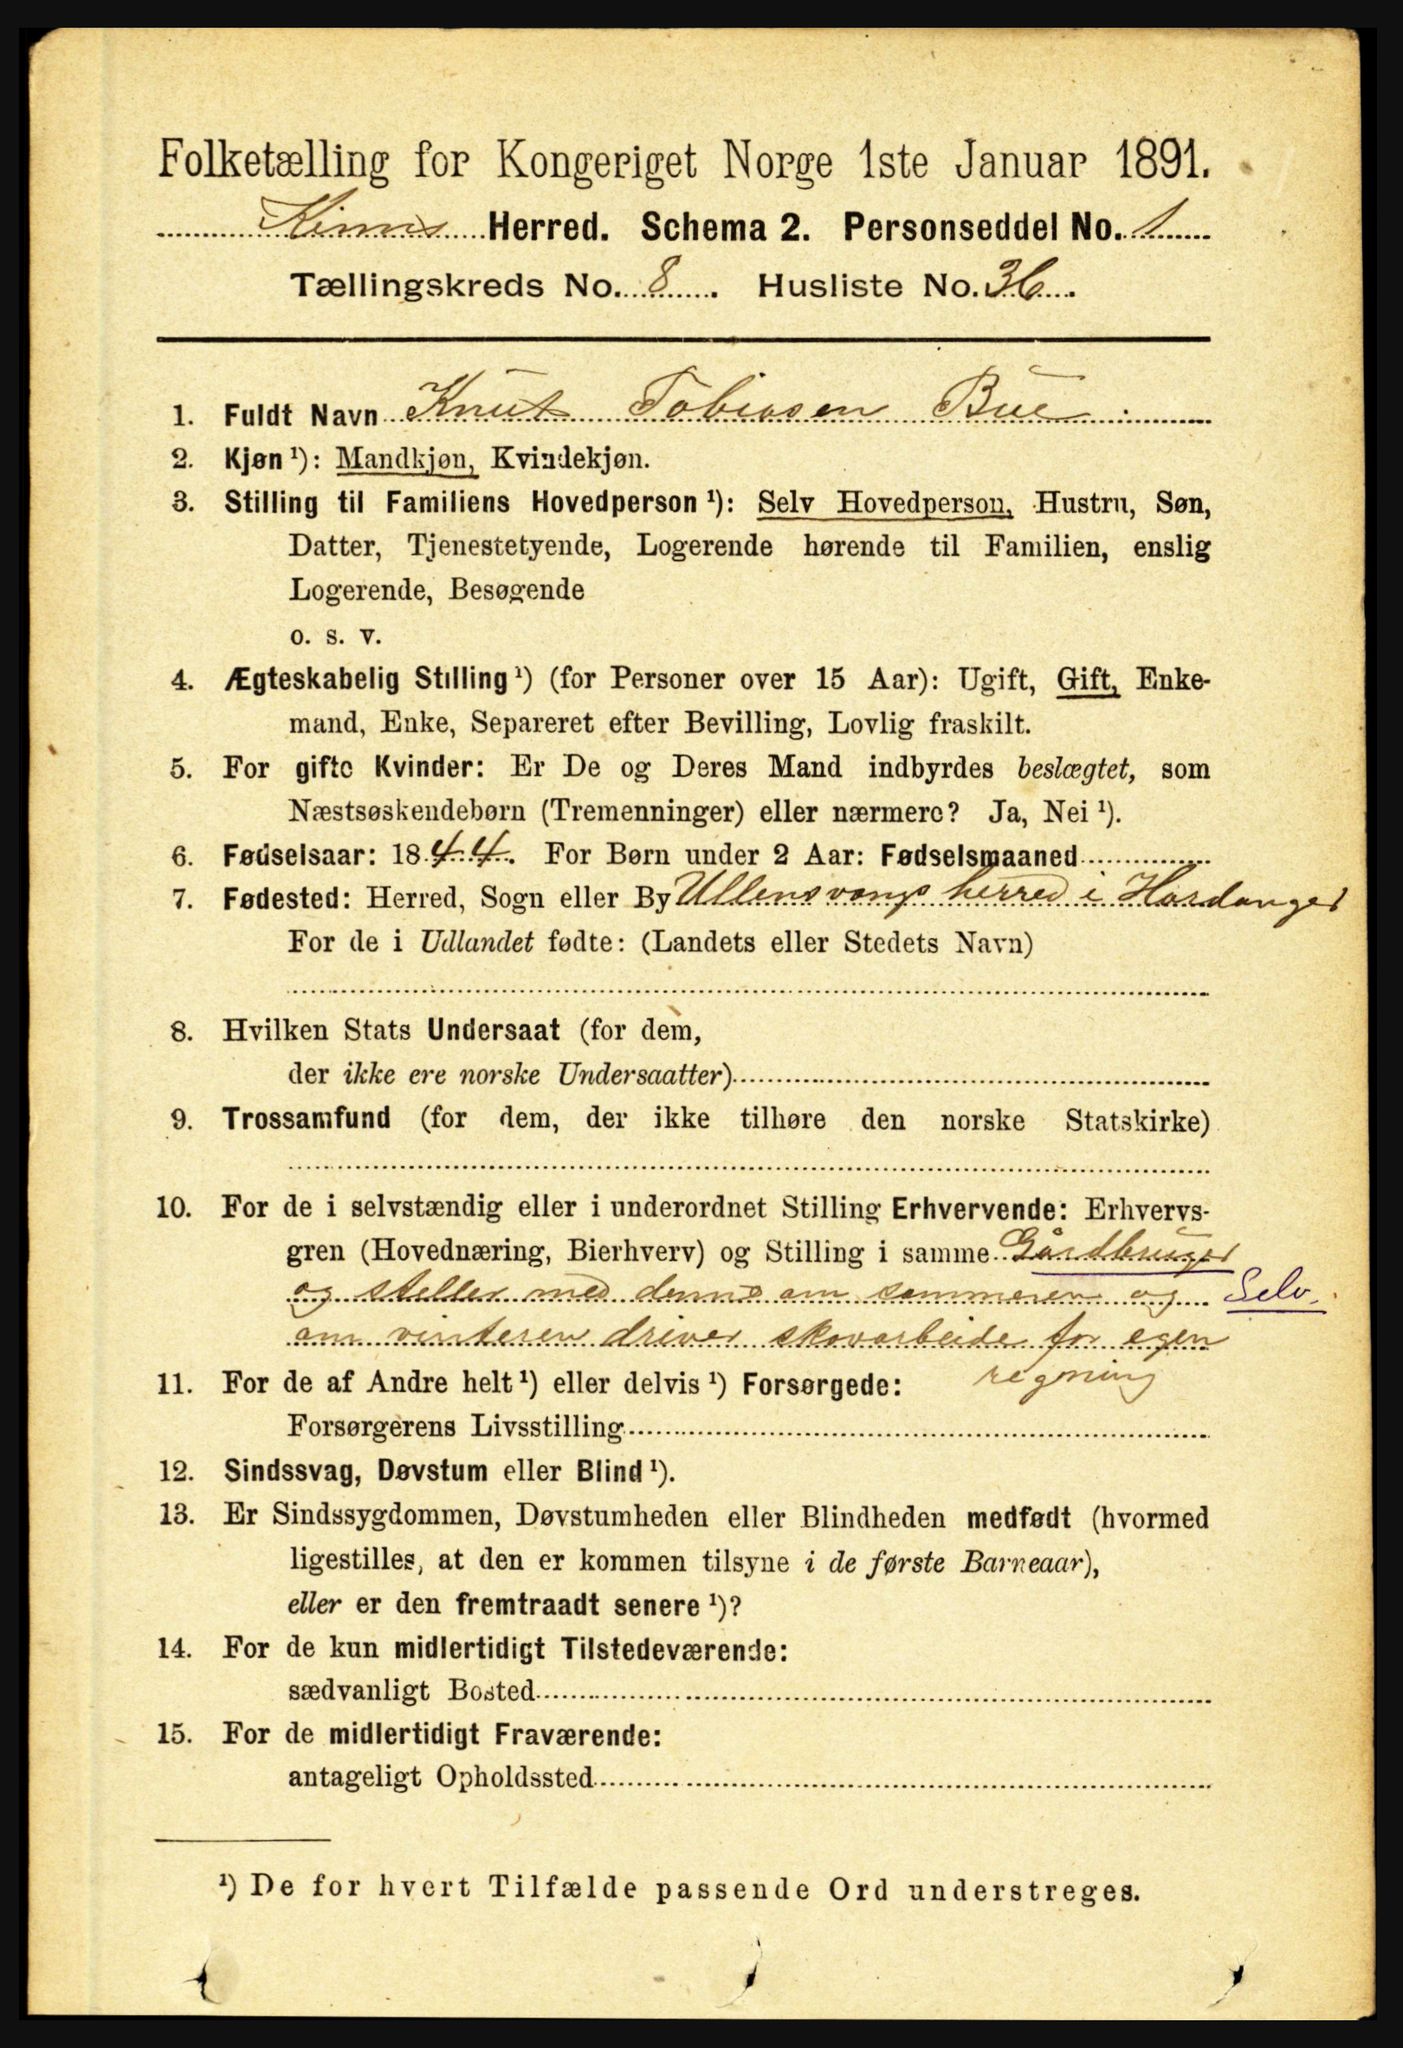 Folketælling for Kongeriget Norge 1ste Januar 1891.
Kinns Herred. Schema 2. Personseddel No. 1
Tællingskreds No. 8. Husliste No. 36.
1. Fuldt Navn Knut Tobiasen Bue
2. Kjøn ¹): Mandkjøn, Kvindekjøn.
3. Stilling til Familiens Hovedperson ¹): Selv Hovedperson, Hustru, Søn,
Datter, Tjenestetyende, Logerende hørende til Familien, enslig
Logerende, Besøgende
o. s. v.
4. Ægteskabelig Stilling ¹) (for Personer over 15 Aar): Ugift, Gift, Enke-
mand, Enke, Separeret efter Bevilling, Lovlig fraskilt.
5. For gifte Kvinder: Er De og Deres Mand indbyrdes beslægtet, som
Næstsøskendebørn (Tremenninger) eller nærmere? Ja, Nei ¹).
6. Fødselsaar: 1844. For Børn under 2 Aar: Fødselsmaaned
7. Fødested: Herred, Sogn eller By Ullensvangs herred i Hardanger
For de i Udlandet fødte: (Landets eller Stedets Navn)
8. Hvilken Stats Undersaat (for dem,
der ikke ere norske Undersaatter)
9. Trossamfund (for dem, der ikke tilhøre den norske Statskirke)
10. For de i selvstændig eller i underordnet Stilling Erhvervende: Erhvervs-
gren (Hovednæring, Bierhverv) og Stilling i samme Gårdbruger
og steller med denne om sommeren og Selv.
om vinteren driver skovarbeide for egen
regning
11. For de af Andre helt ¹) eller delvis ¹) Forsørgede:
Forsørgerens Livsstilling
12. Sindssvag, Døvstum eller Blind ¹).
13. Er Sindssygdommen, Døvstumheden eller Blindheden medfødt (hvormed
ligestilles, at den er kommen tilsyne i de første Barneaar),
eller er den fremtraadt senere ¹)?
14. For de kun midlertidigt Tilstedeværende:
sædvanligt Bosted
15. For de midlertidigt Fraværende:
antageligt Opholdssted
¹) De for hvert Tilfælde passende Ord understreges.